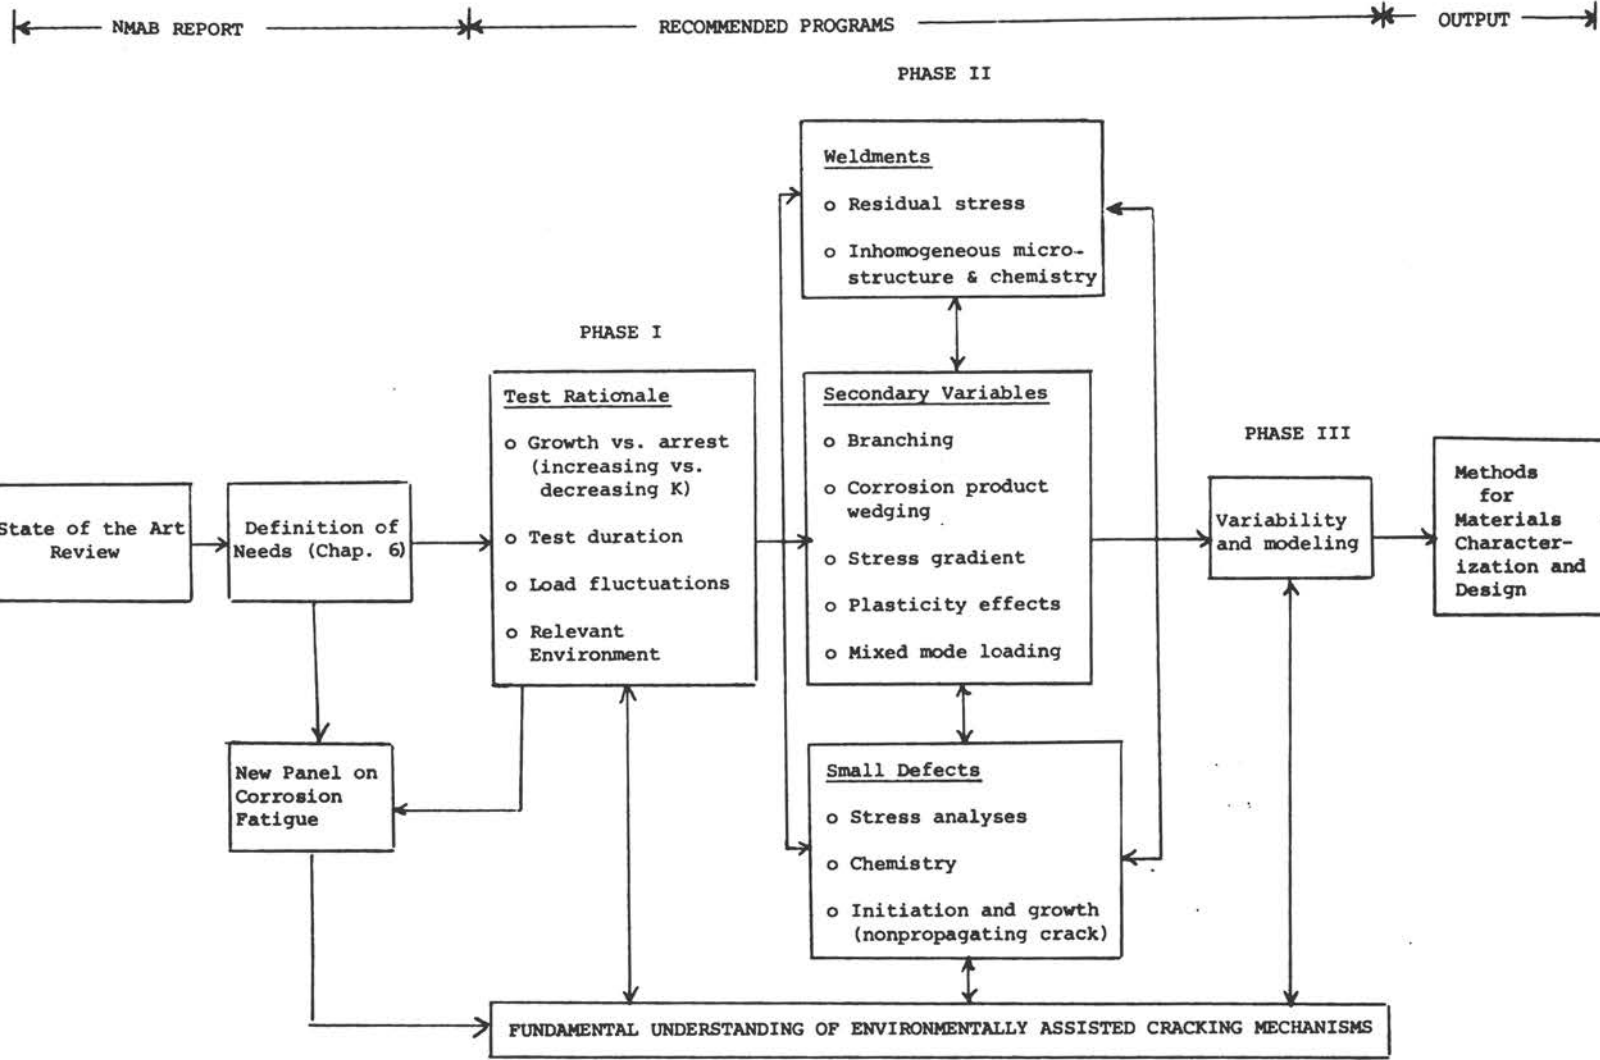 NMAB REPORT
RECOMMENDED PROGRAMS
OUTPUT
PHASE II
Weldments
o Residual stress
o Inhomogeneous micro-
structure & chemistry
PHASE I
Test Rationale
o Growth vs. arrest
(increasing vs.
decreasing K)
o Test duration
o Load fluctuations
o Relevant
Environment
Secondary Variables
o Branching
o Corrosion product
wedging
o Stress gradient
o Plasticity effects
o Mixed mode loading
PHASE III
Variability
and modeling
Methods
for
Materials
Character-
ization and
Design
State of the Art
Review
Definition of
Needs (Chap. 6)
New Panel on
Corrosion
Fatigue
Small Defects
o Stress analyses
o Chemistry
o Initiation and growth
(nonpropagating crack)
FUNDAMENTAL UNDERSTANDING OF ENVIRONMENTALLY ASSISTED CRACKING MECHANISMS